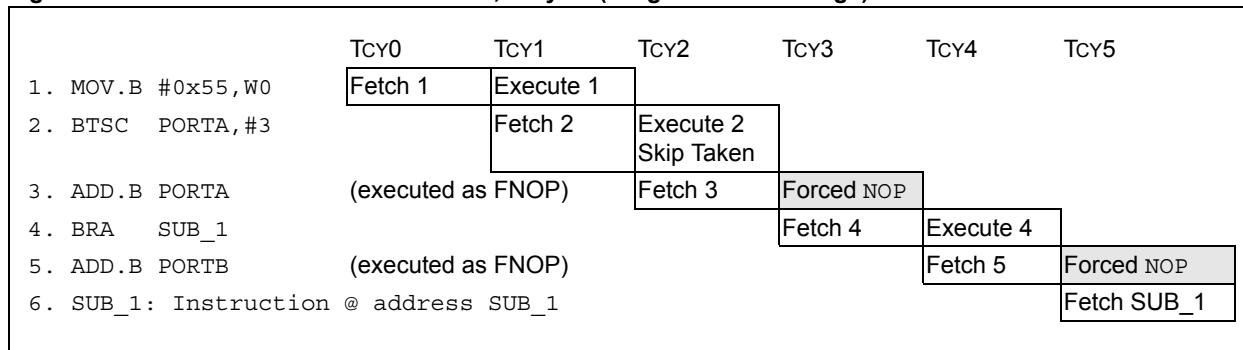 TCY0 TCY1 TCY2 TCY3 TCY4 TCY5
1. MOV.B #0x55,W0 Fetch 1 Execute 1
2. BTSC PORTA,#3 Fetch 2 Execute 2
Skip Taken
3. ADD.B PORTA (executed as FNOP) Fetch 3 Forced NOP
4. BRA SUB_1 Fetch 4 Execute 4
5. ADD.B PORTB (executed as FNOP) Fetch 5 Forced NOP
6. SUB_1: Instruction @ address SUB_1 Fetch SUB_1